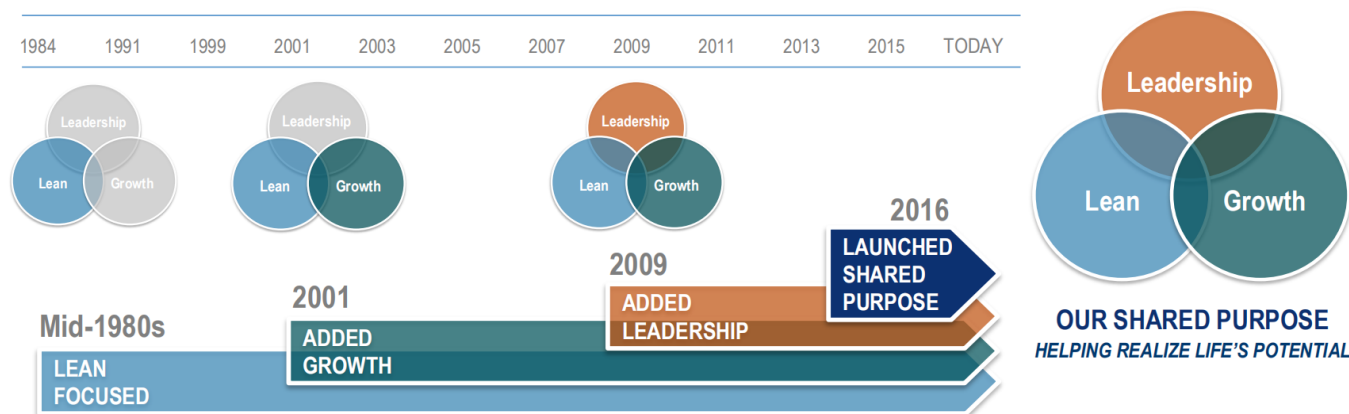 1984 1991 1999 2001 2003 2005 2007 2009 2011 2013 2015 TODAY
Leadership
Lean Growth
Leadership
Lean Growth
Leadership
Lean Growth
Mid-1980s
LEAN
FOCUSED
2001
ADDED
GROWTH
2009
ADDED
LEADERSHIP
2016
LAUNCHED
SHARED
PURPOSE
Leadership
Lean Growth
OUR SHARED PURPOSE
HELPING REALIZE LIFE'S POTENTIAL